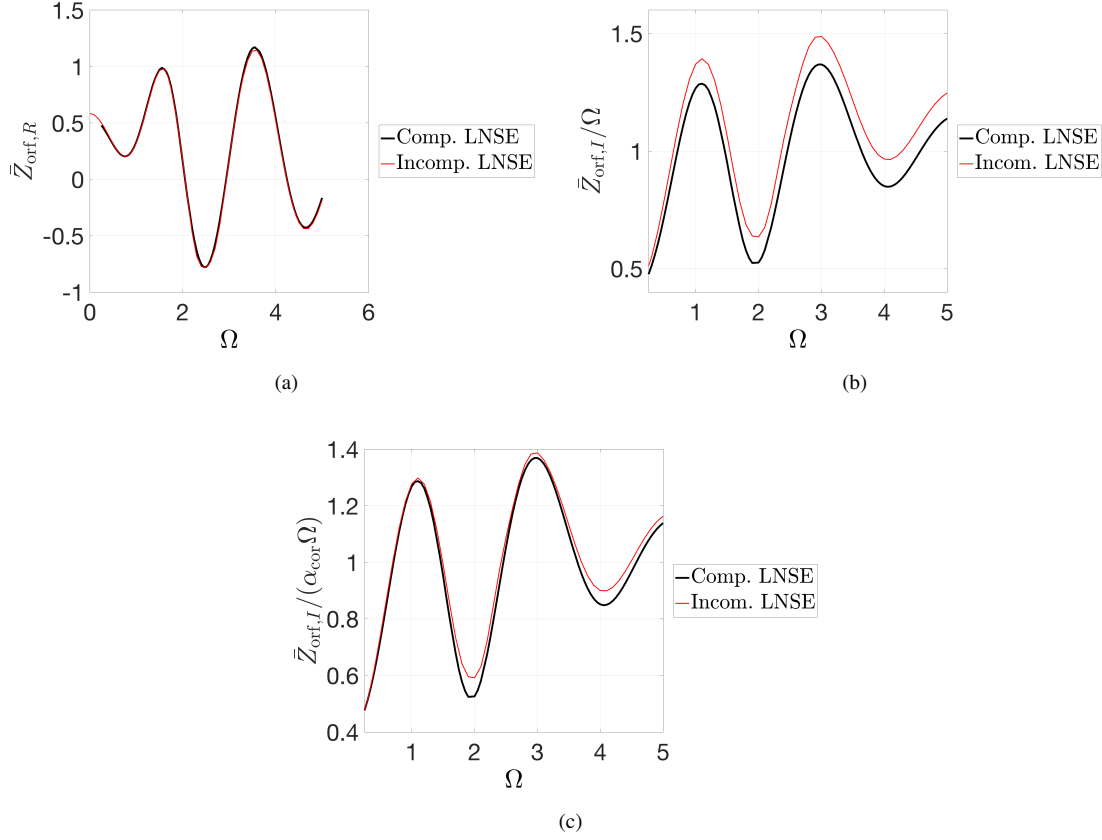 1.5
1
0.5
0
-0.5
-1
Z̄orf,R
0 2 4 6
Ω
Comp. LNSE
Incomp. LNSE
(a)
1.5
1
0.5
Z̄orf,I/Ω
1 2 3 4 5
Ω
Comp. LNSE
Incom. LNSE
(b)
1.4
1.2
1
0.8
0.6
0.4
Z̄orf,I/(αcorΩ)
1 2 3 4 5
Ω
Comp. LNSE
Incom. LNSE
(c)